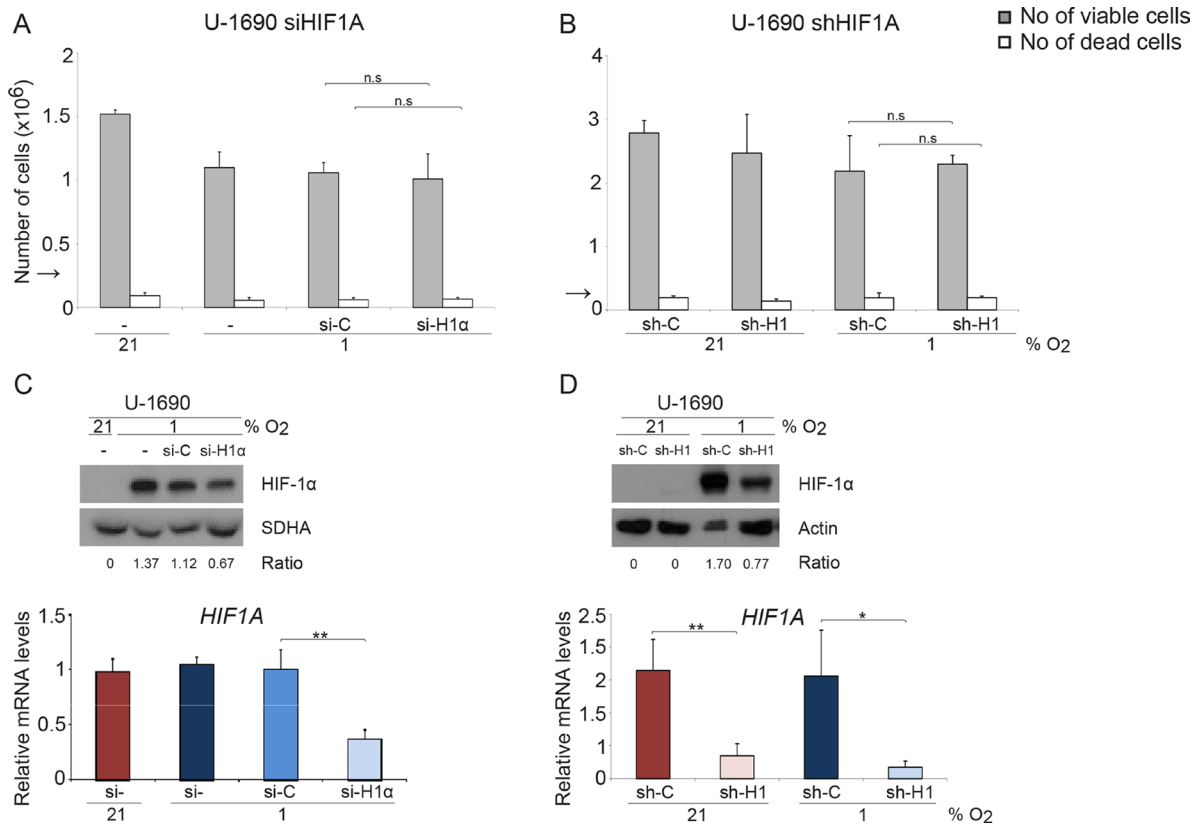 A
U-1690 siHIF1A
B
U-1690 shHIF1A
No of viable cells
No of dead cells
Number of cells (x10⁶)
2
1.5
1
0.5
0
→
n.s
n.s
- - si-C si-H1α
21 1
4
3
2
1
0
→
n.s
n.s
sh-C sh-H1 sh-C sh-H1
21 1 % O2
C
U-1690
21 1 % O2
- - si-C si-H1α
HIF-1α
SDHA
0 1.37 1.12 0.67 Ratio
D
U-1690
21 1 % O2
sh-C sh-H1 sh-C sh-H1
HIF-1α
Actin
0 0 1.70 0.77 Ratio
HIF1A
Relative mRNA levels
1.5
1
0.5
0
**
si- si- si-C si-H1α
21 1
HIF1A
Relative mRNA levels
2.5
2
1
0
** *
sh-C sh-H1 sh-C sh-H1
21 1 % O2